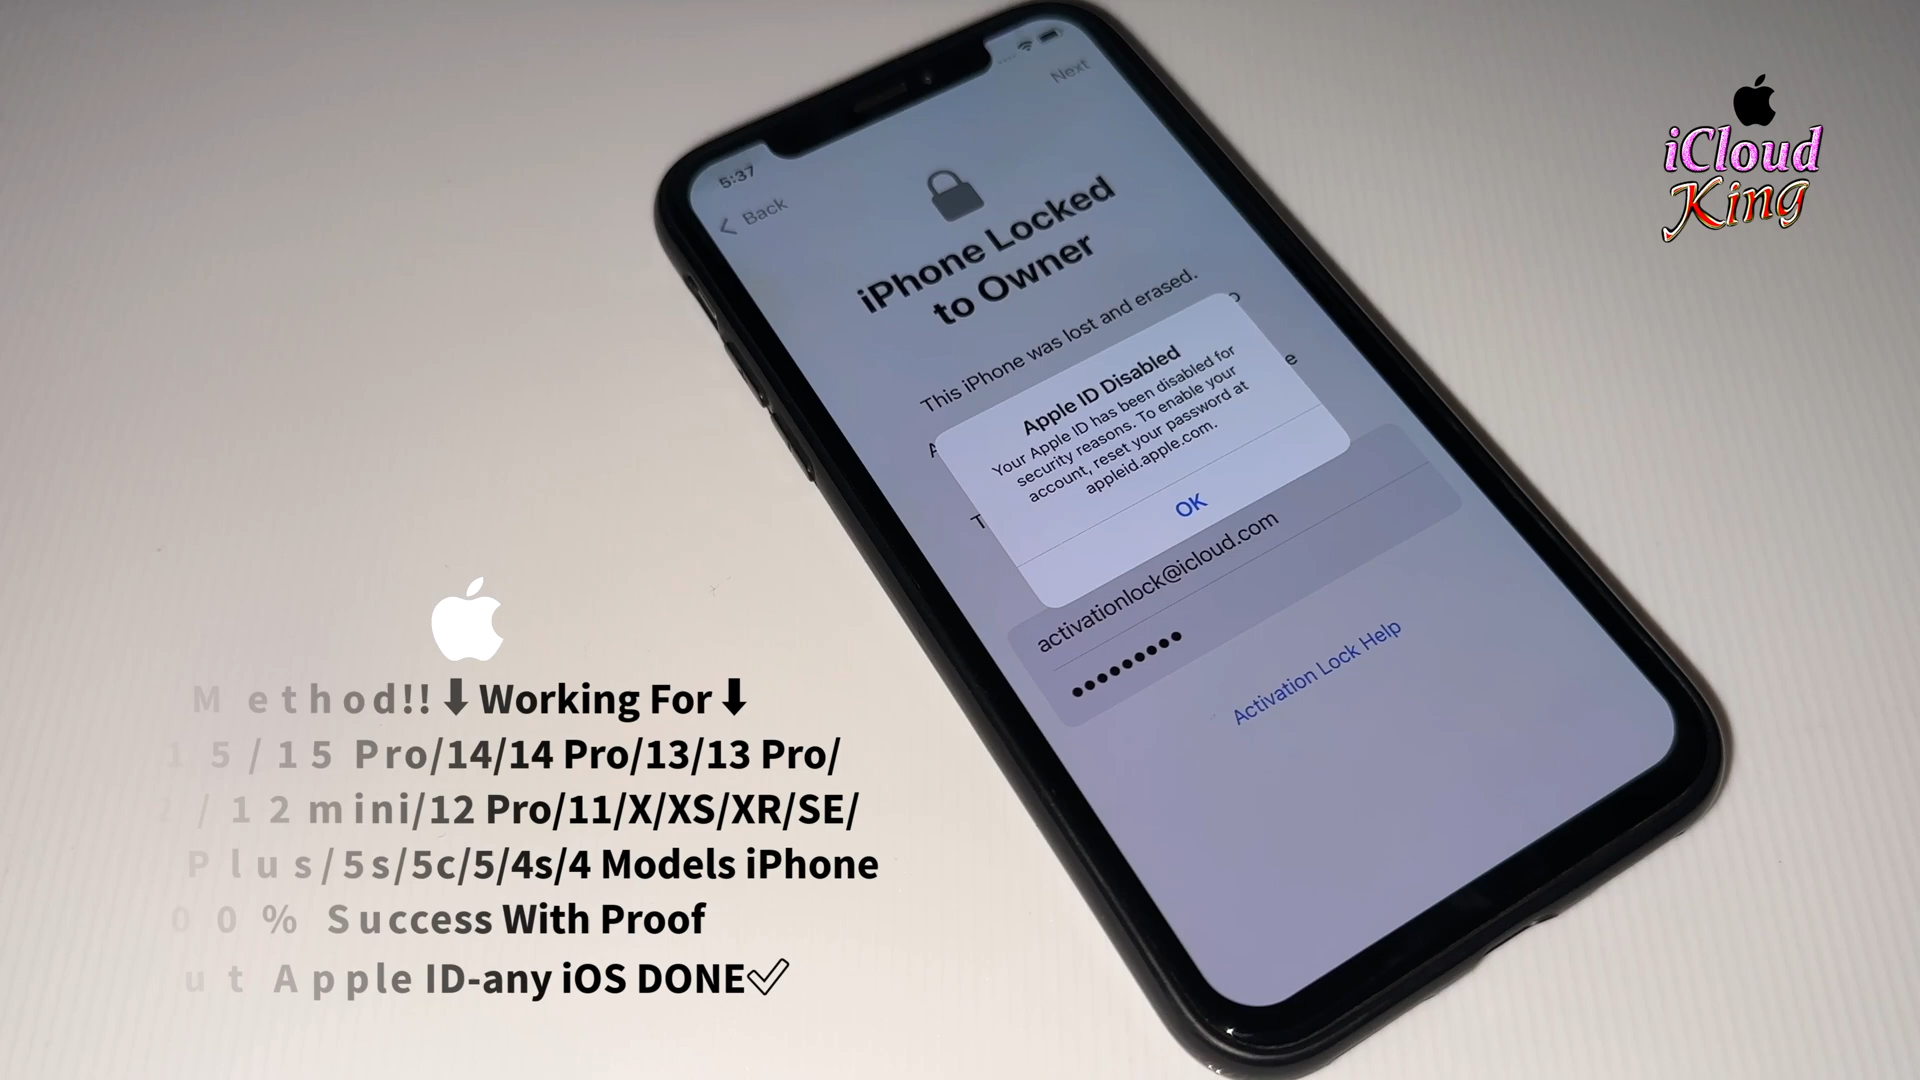 5:37
Next
Back
iPhone Locked
to Owner
This iPhone was lost and erased.
Apple ID Disabled
Your Apple ID has been disabled for
security reasons. To enable your
account, reset your password at
appleid.apple.com.
OK
activationlock@icloud.com
Activation Lock Help
iCloud
King
Method!!⬇Working For⬇
15/15 Pro/14/14 Pro/13/13 Pro/
/12mini/12 Pro/11/X/XS/XR/SE/
Plus/5s/5c/5/4s/4 Models iPhone
00% Success With Proof
ut Apple ID-any iOS DONE✓